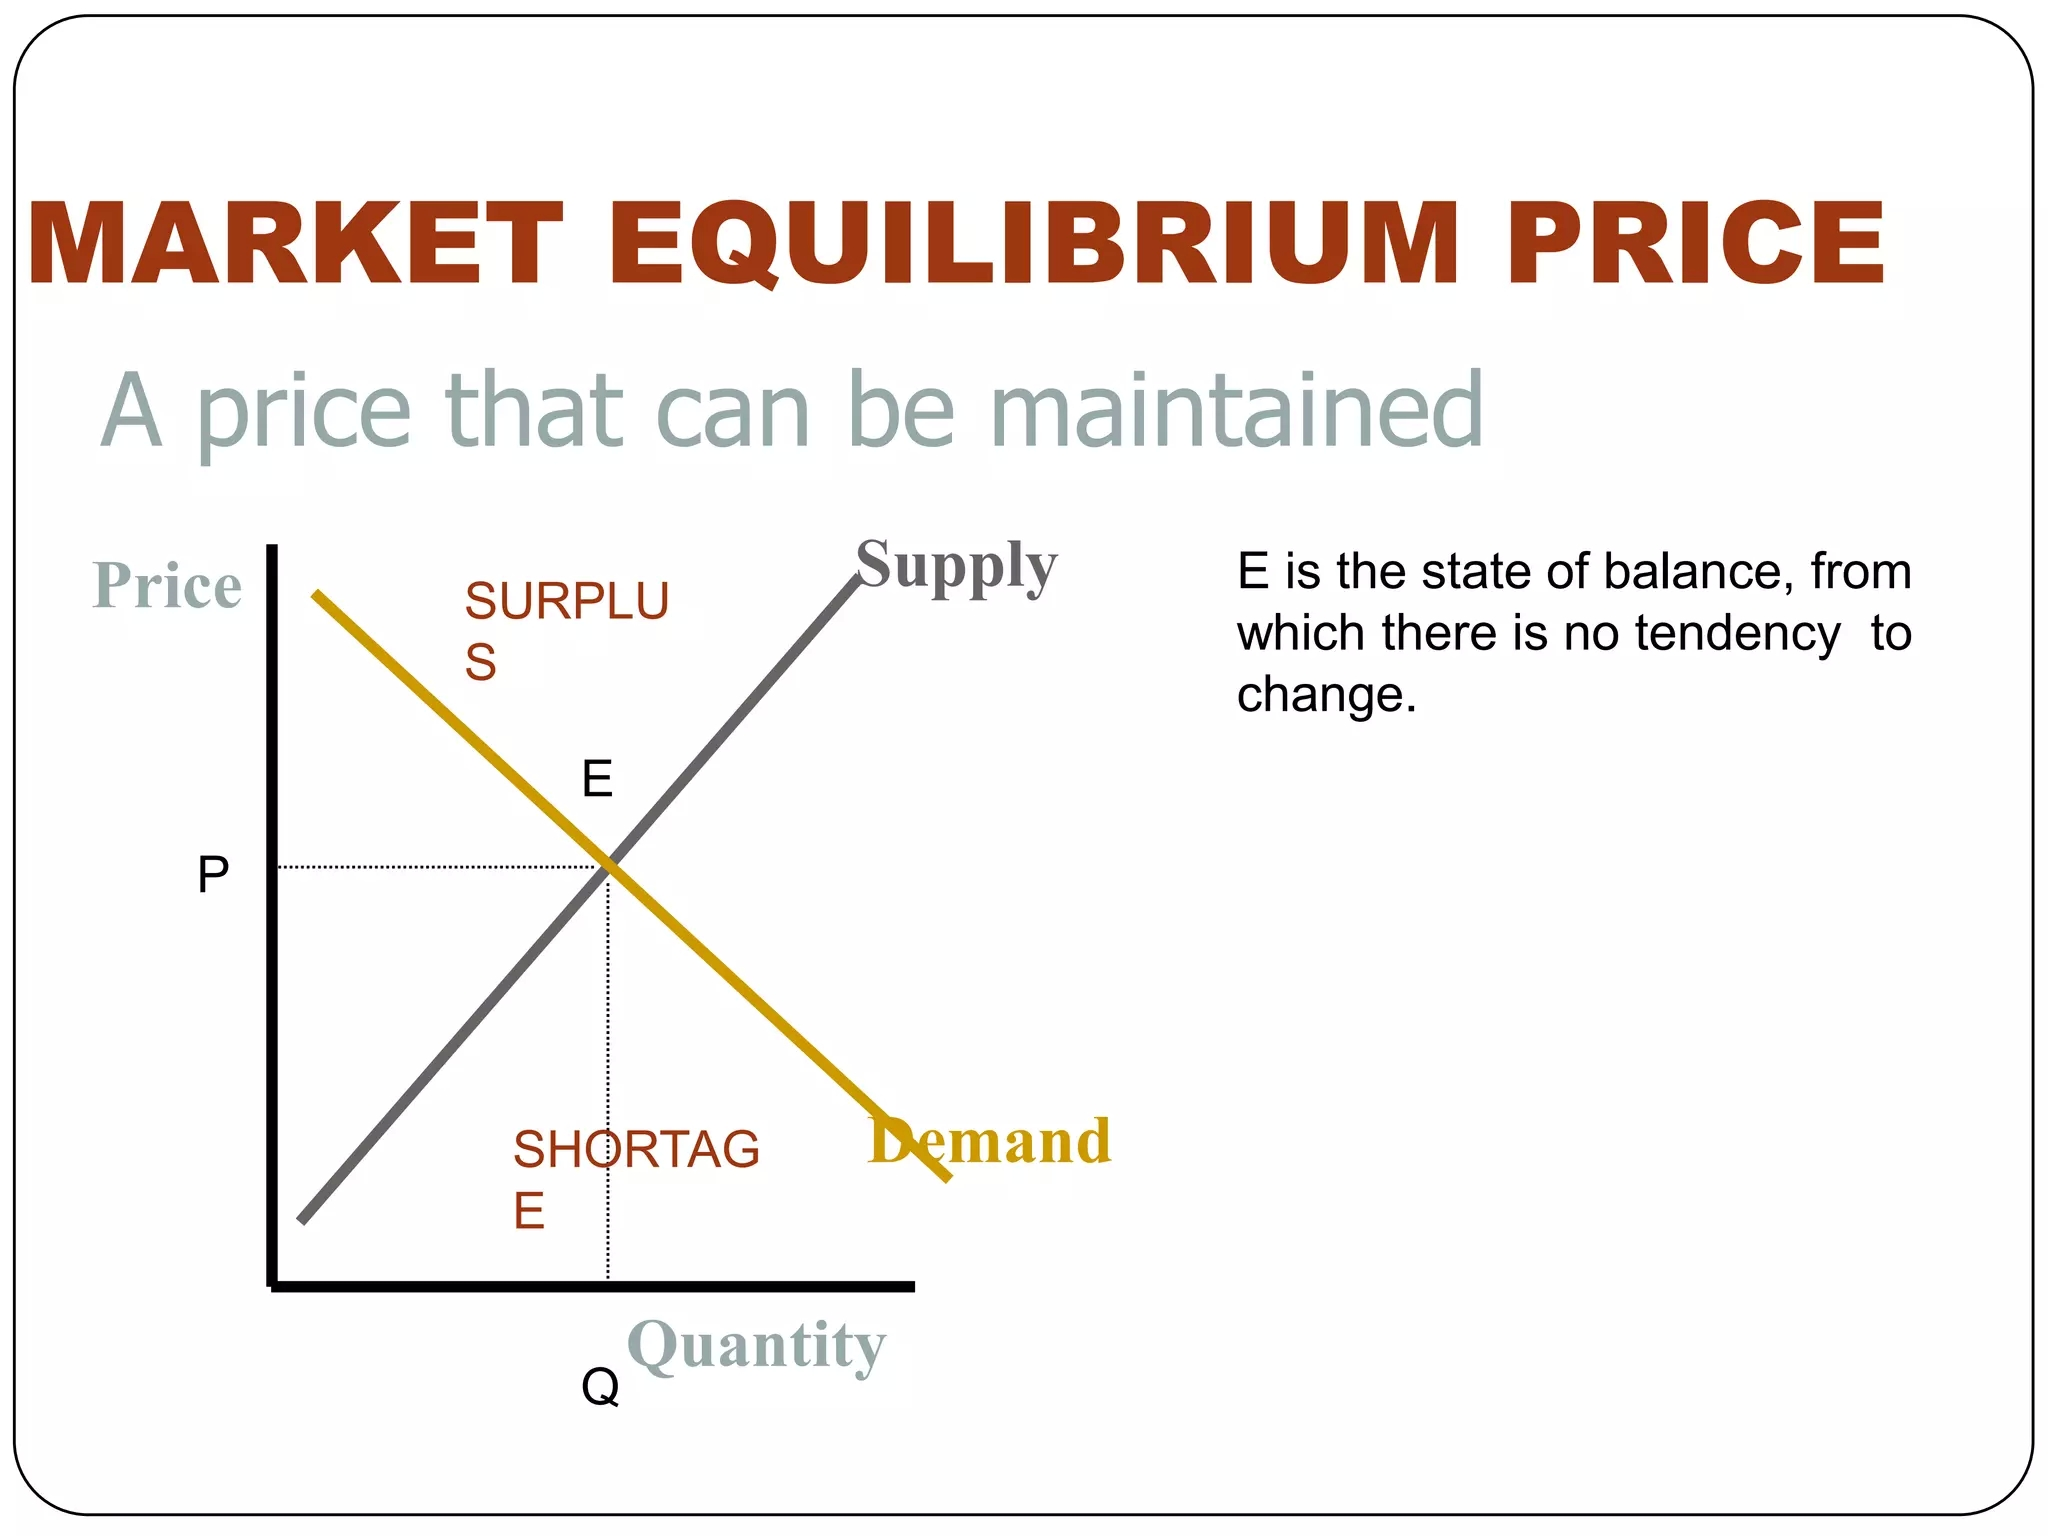 MARKET EQUILIBRIUM PRICE
A price that can be maintained
Price
SURPLU
S
Supply
E is the state of balance, from
which there is no tendency  to
change.
E
P
SHORTAG
E
Demand
Quantity
Q